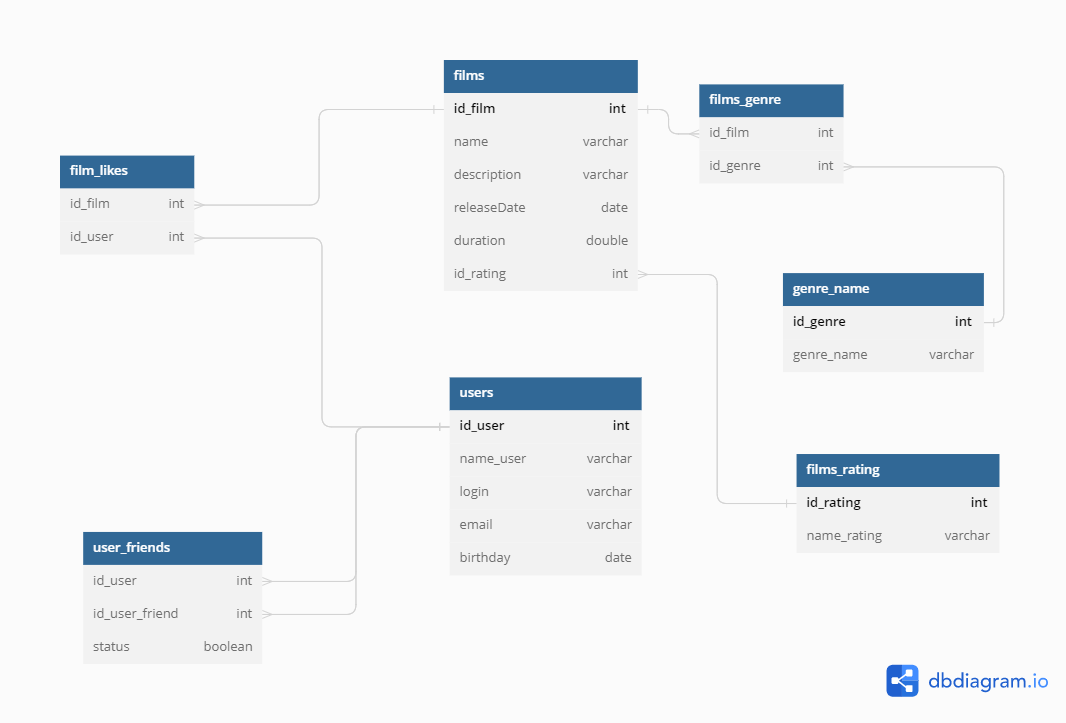 films
id_film int
name varchar
description varchar
releaseDate date
duration double
id_rating int
films_genre
id_film int
id_genre int
film_likes
id_film int
id_user int
genre_name
id_genre int
genre_name varchar
users
id_user int
name_user varchar
login varchar
email varchar
birthday date
films_rating
id_rating int
name_rating varchar
user_friends
id_user int
id_user_friend int
status boolean
dbdiagram.io